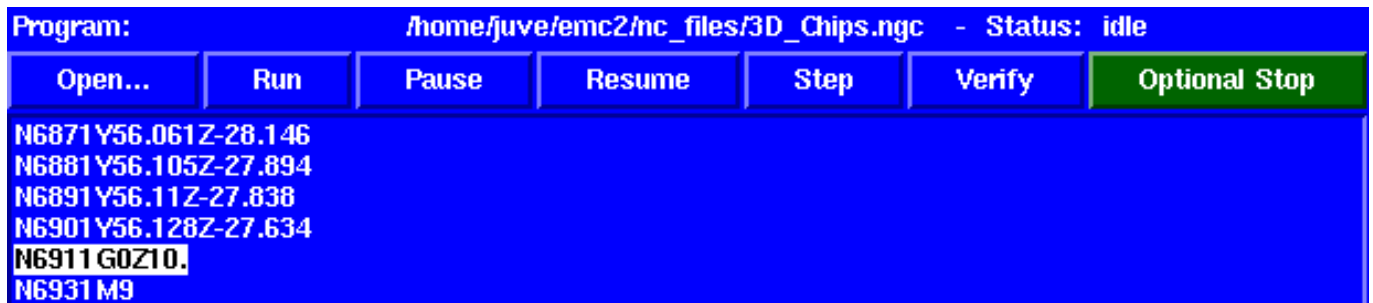 Program: /home/juve/emc2/nc_files/3D_Chips.ngc - Status: idle
Open... Run Pause Resume Step Verify Optional Stop
N6871Y56.061Z-28.146
N6881Y56.105Z-27.894
N6891Y56.11Z-27.838
N6901Y56.128Z-27.634
N6911G0Z10.
N6931M9